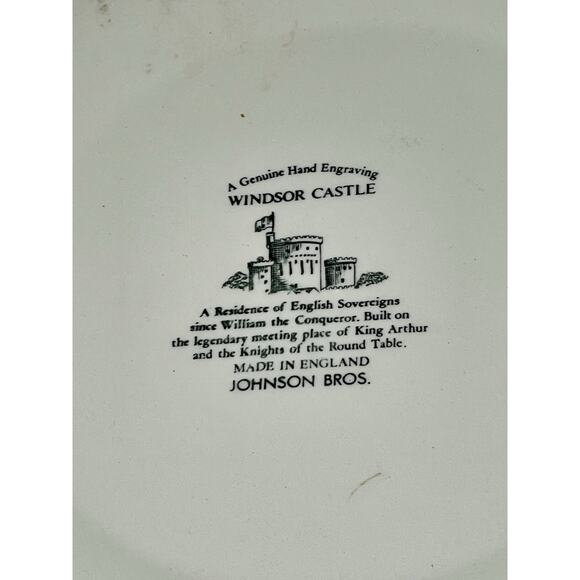 A Genuine Hand Engraving
WINDSOR CASTLE
A Residence of English Sovereigns
since William the Conqueror. Built on
the legendary meeting place of King Arthur
and the Knights of the Round Table.
MADE IN ENGLAND
JOHNSON BROS.